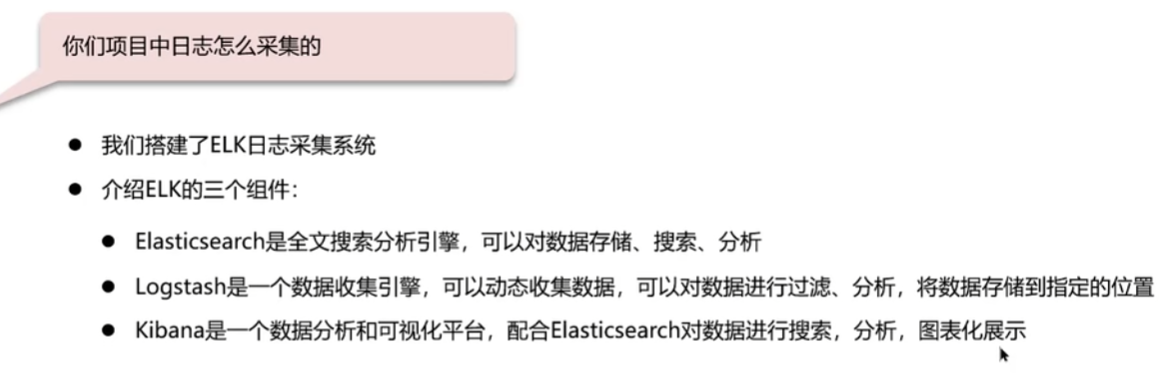 你们项目中日志怎么采集的
我们搭建了ELK日志采集系统
介绍ELK的三个组件：
Elasticsearch是全文搜索分析引擎，可以对数据存储、搜索、分析
Logstash是一个数据收集引擎，可以动态收集数据，可以对数据进行过滤、分析，将数据存储到指定的位置
Kibana是一个数据分析和可视化平台，配合Elasticsearch对数据进行搜索，分析，图表化展示